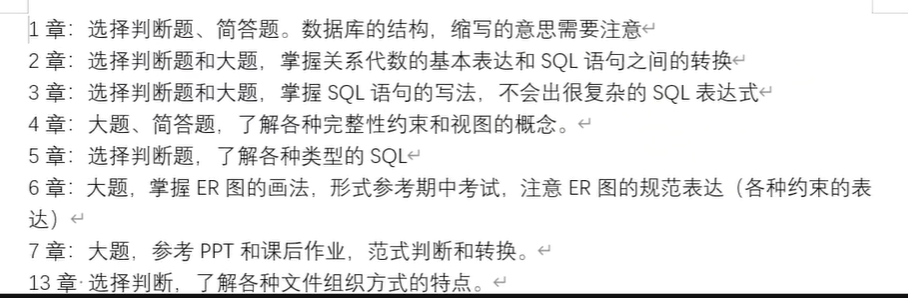 1 章：选择判断题、简答题。数据库的结构，缩写的意思需要注意
2 章：选择判断题和大题，掌握关系代数的基本表达和 SQL 语句之间的转换
3 章：选择判断题和大题，掌握 SQL 语句的写法，不会出很复杂的 SQL 表达式
4 章：大题、简答题，了解各种完整性约束和视图的概念。
5 章：选择判断题，了解各种类型的 SQL
6 章：大题，掌握 ER 图的画法，形式参考期中考试，注意 ER 图的规范表达（各种约束的表
达）
7 章：大题，参考 PPT 和课后作业，范式判断和转换。
13 章：选择判断，了解各种文件组织方式的特点。